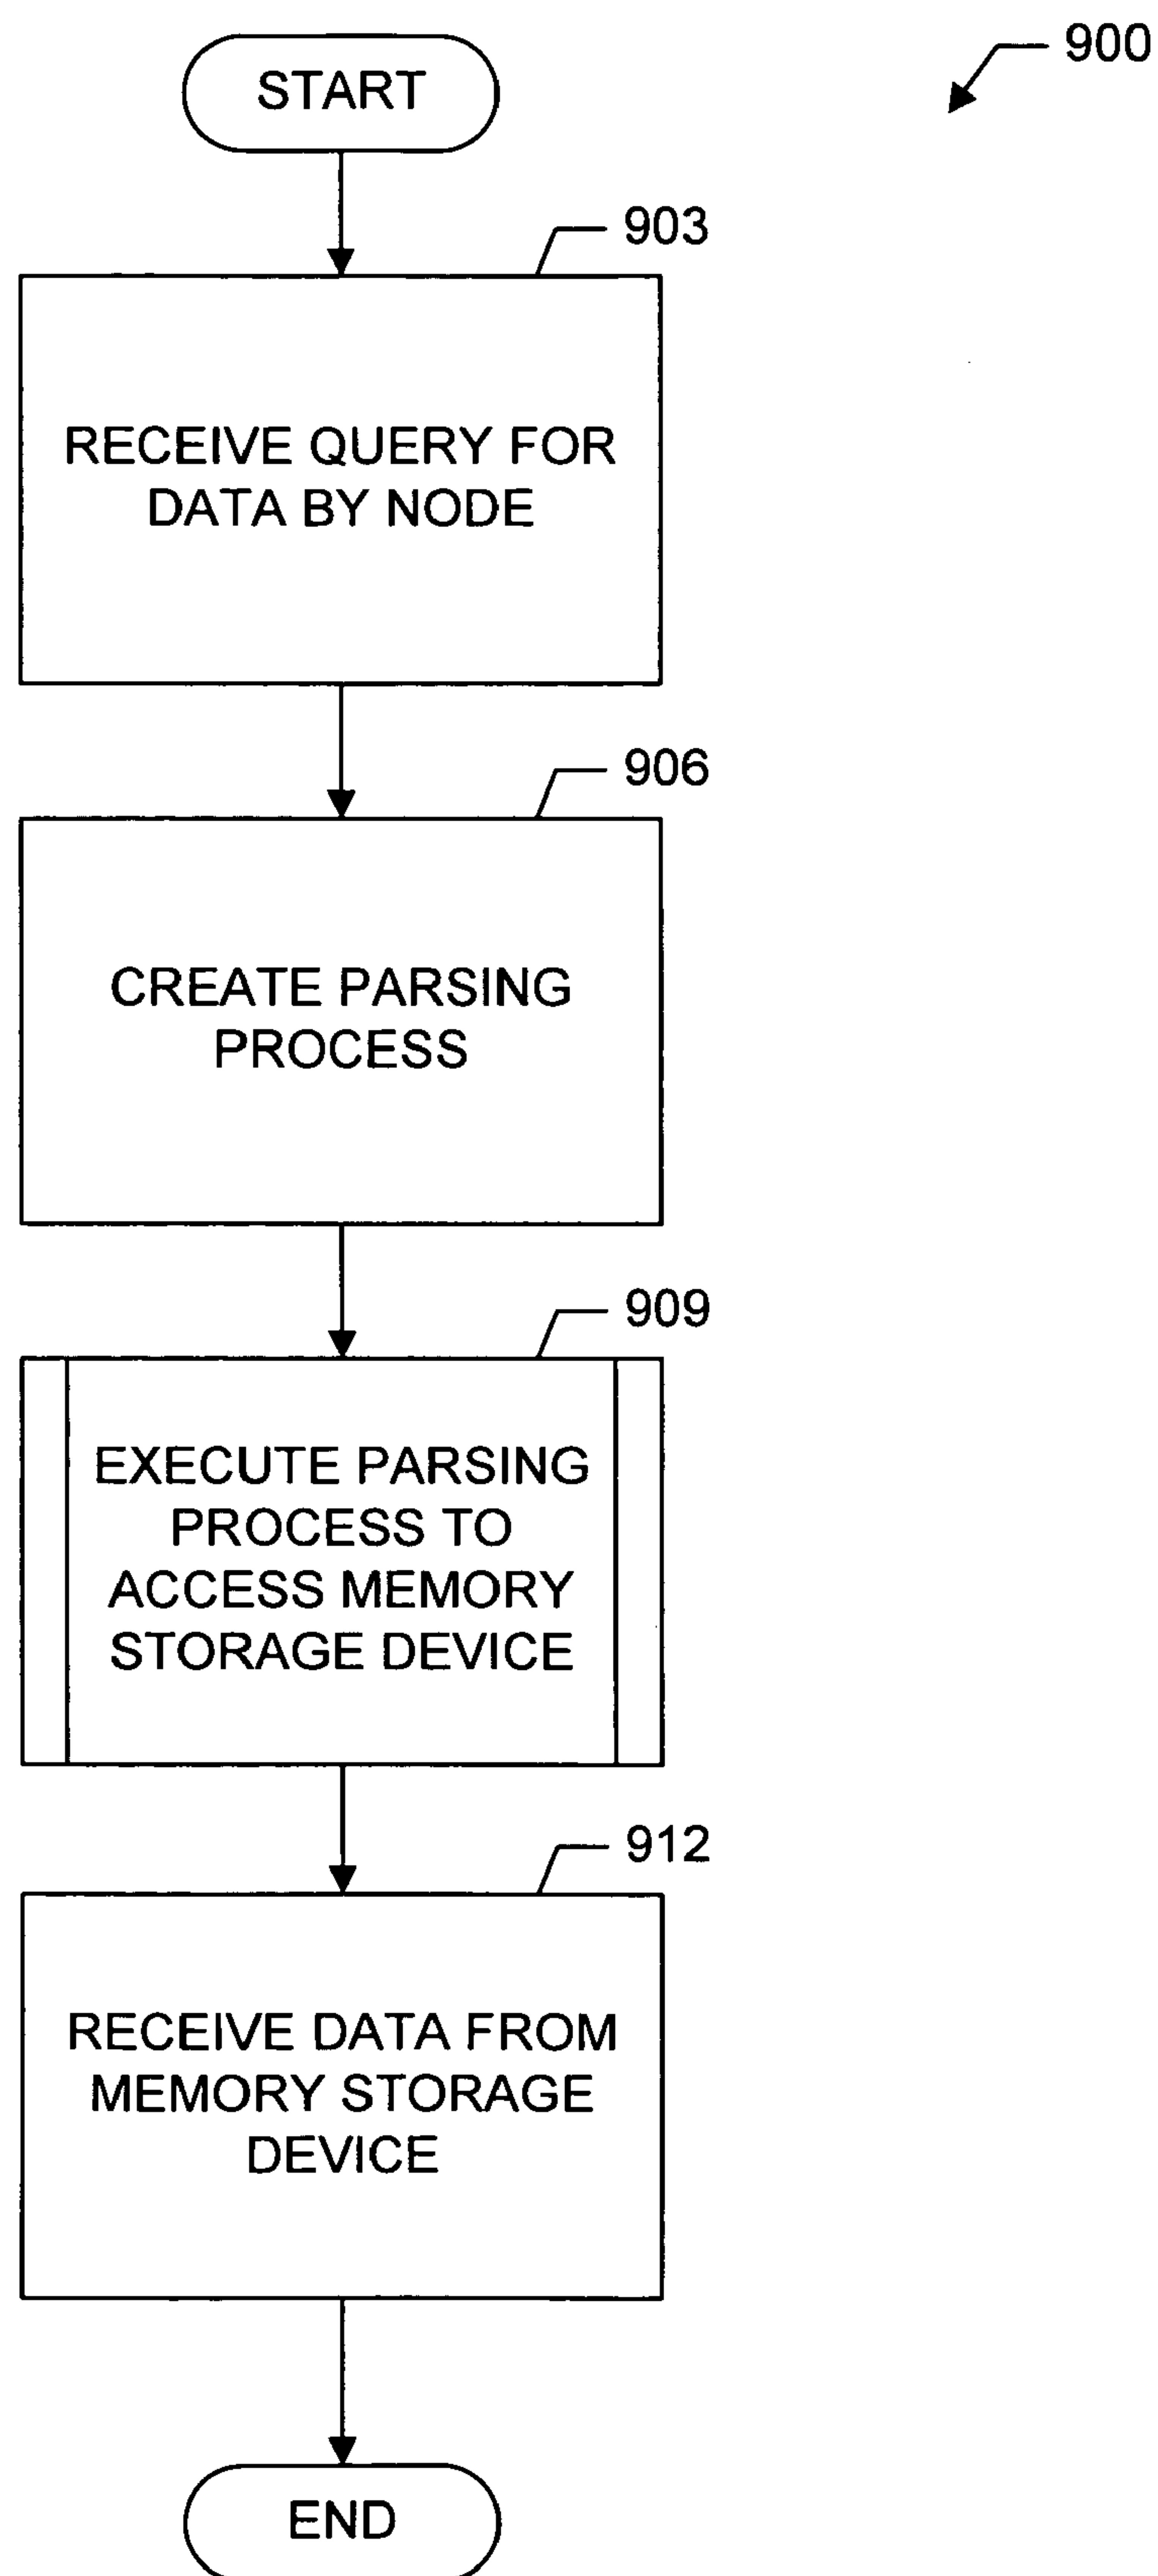 START
900
903
RECEIVE QUERY FOR
DATA BY NODE
906
CREATE PARSING
PROCESS
909
EXECUTE PARSING
PROCESS TO
ACCESS MEMORY
STORAGE DEVICE
912
RECEIVE DATA FROM
MEMORY STORAGE
DEVICE
END